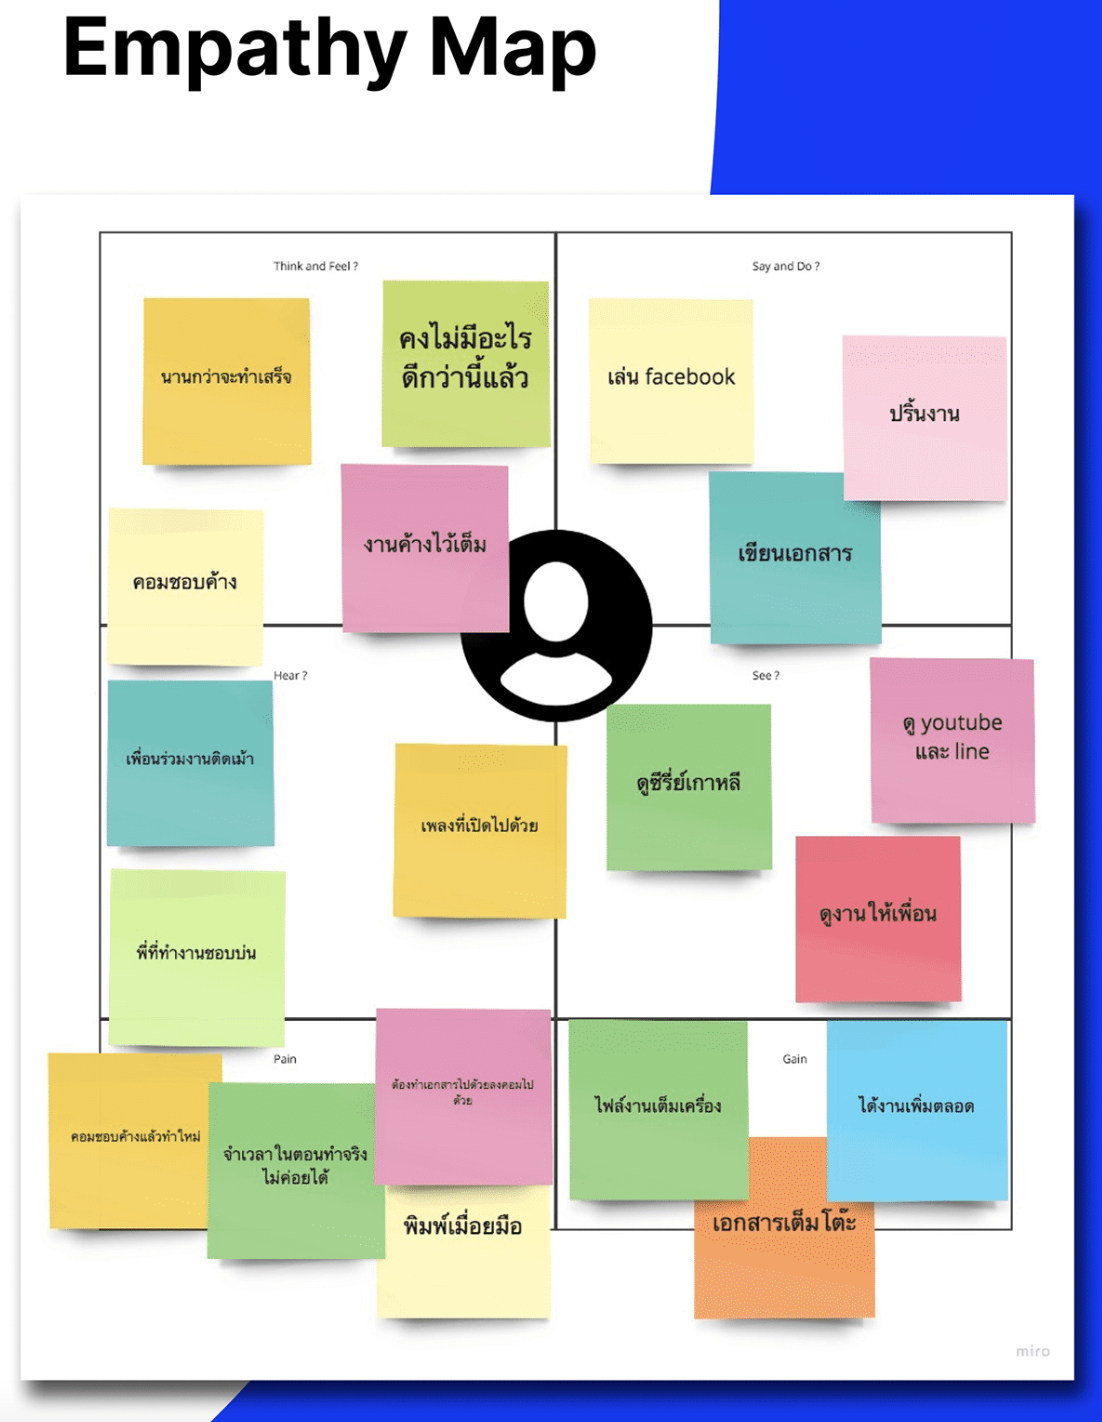 Empathy Map
Think and Feel ?
นานกว่าจะทำเสร็จ
คงไม่มีอะไร
ดีกว่านี้แล้ว
งานค้างไว้เต็ม
คอมชอบค้าง
Say and Do ?
เล่น facebook
ปริ้นงาน
เขียนเอกสาร
Hear ?
เพื่อนร่วมงานติดเม้า
เพลงที่เปิดไปด้วย
พี่ที่ทำงานชอบบ่น
See ?
ดู youtube
และ line
ดูซีรี่ย์เกาหลี
ดูงานให้เพื่อน
Pain
ต้องทำเอกสารไปด้วยลงคอมไป
ด้วย
คอมชอบค้างแล้วทำใหม่
จำเวลาในตอนทำจริง
ไม่ค่อยได้
พิมพ์เมื่อยมือ
Gain
ไฟล์งานเต็มเครื่อง
ได้งานเพิ่มตลอด
เอกสารเต็มโต๊ะ
miro